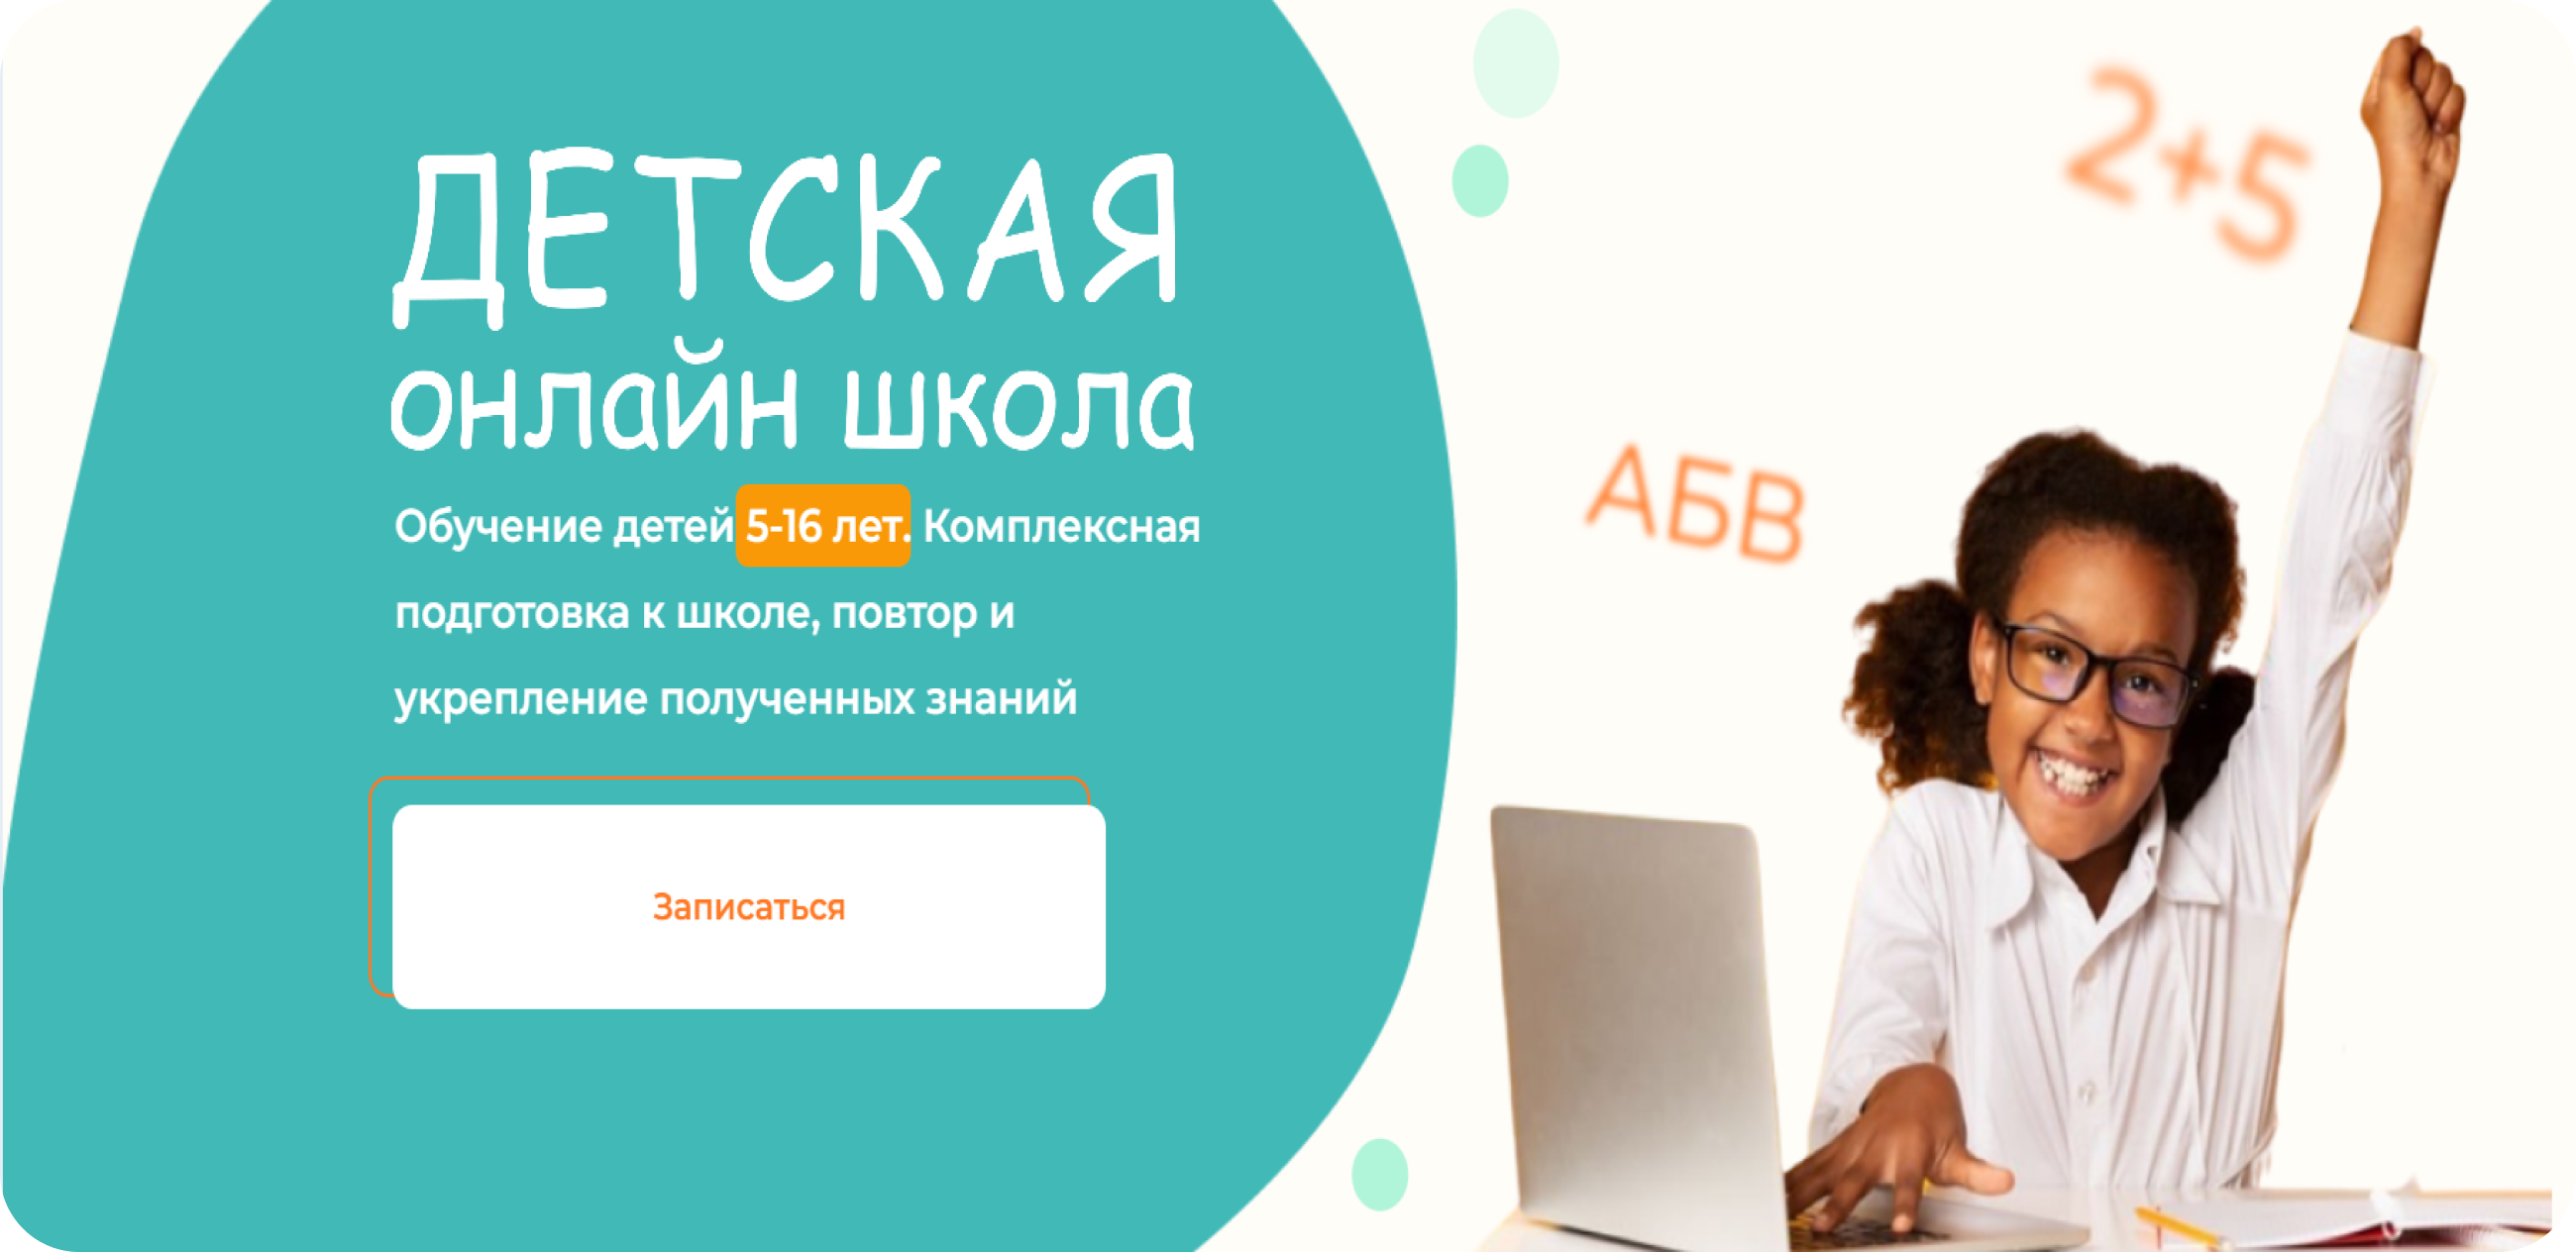 ДЕТСКАЯ
онлайн школа
Обучение детей 5-16 лет. Комплексная
подготовка к школе, повтор и
укрепление полученных знаний
Записаться
2+5
АБВ